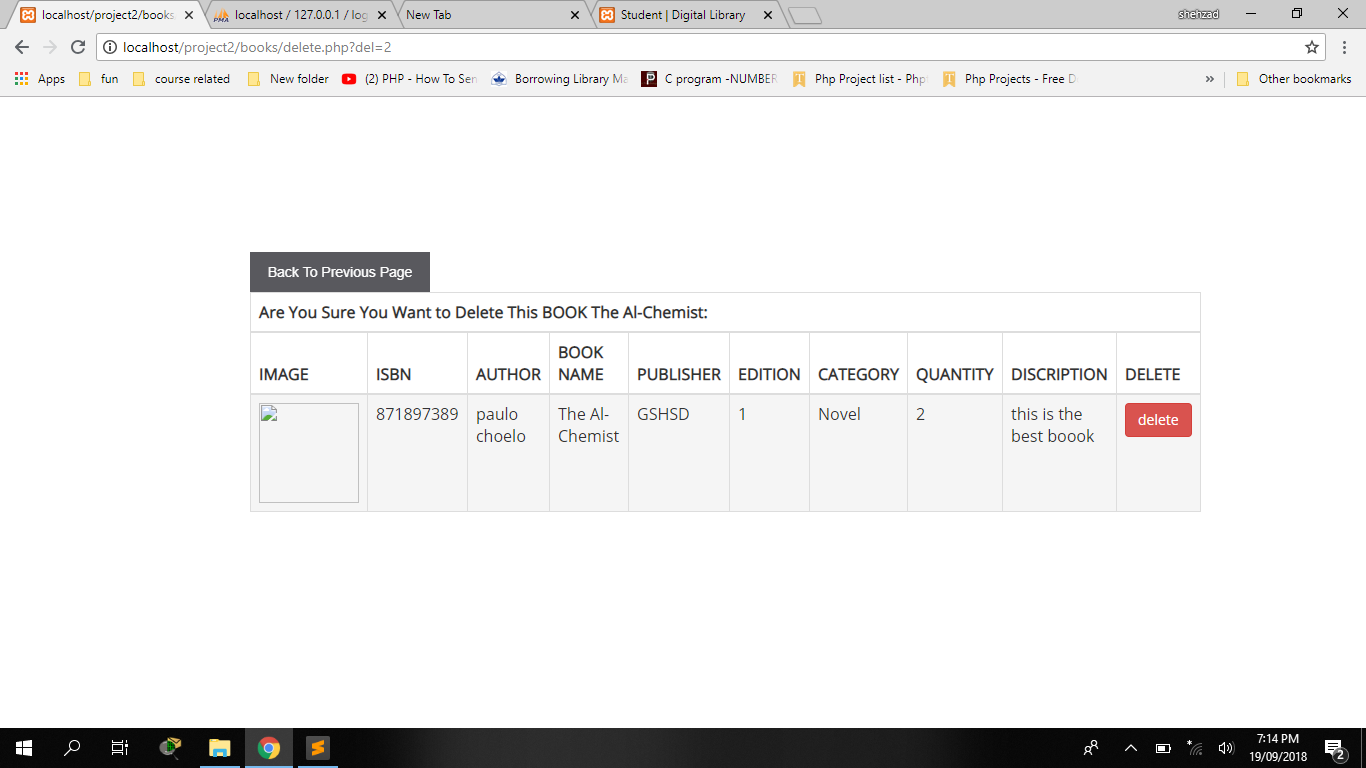 localhost/project2/books
localhost / 127.0.0.1 / log
New Tab
Student | Digital Library
shehzad
localhost/project2/books/delete.php?del=2
Apps
fun
course related
New folder
(2) PHP - How To Sen
Borrowing Library Ma
C program -NUMBER
Php Project list - Php
Php Projects - Free D
»
Other bookmarks
Back To Previous Page
Are You Sure You Want to Delete This BOOK The Al-Chemist:
BOOK
IMAGE ISBN AUTHOR NAME PUBLISHER EDITION CATEGORY QUANTITY DISCRIPTION DELETE
871897389 paulo The Al- GSHSD 1 Novel 2 this is the delete
choelo Chemist best boook
7:14 PM
19/09/2018
2